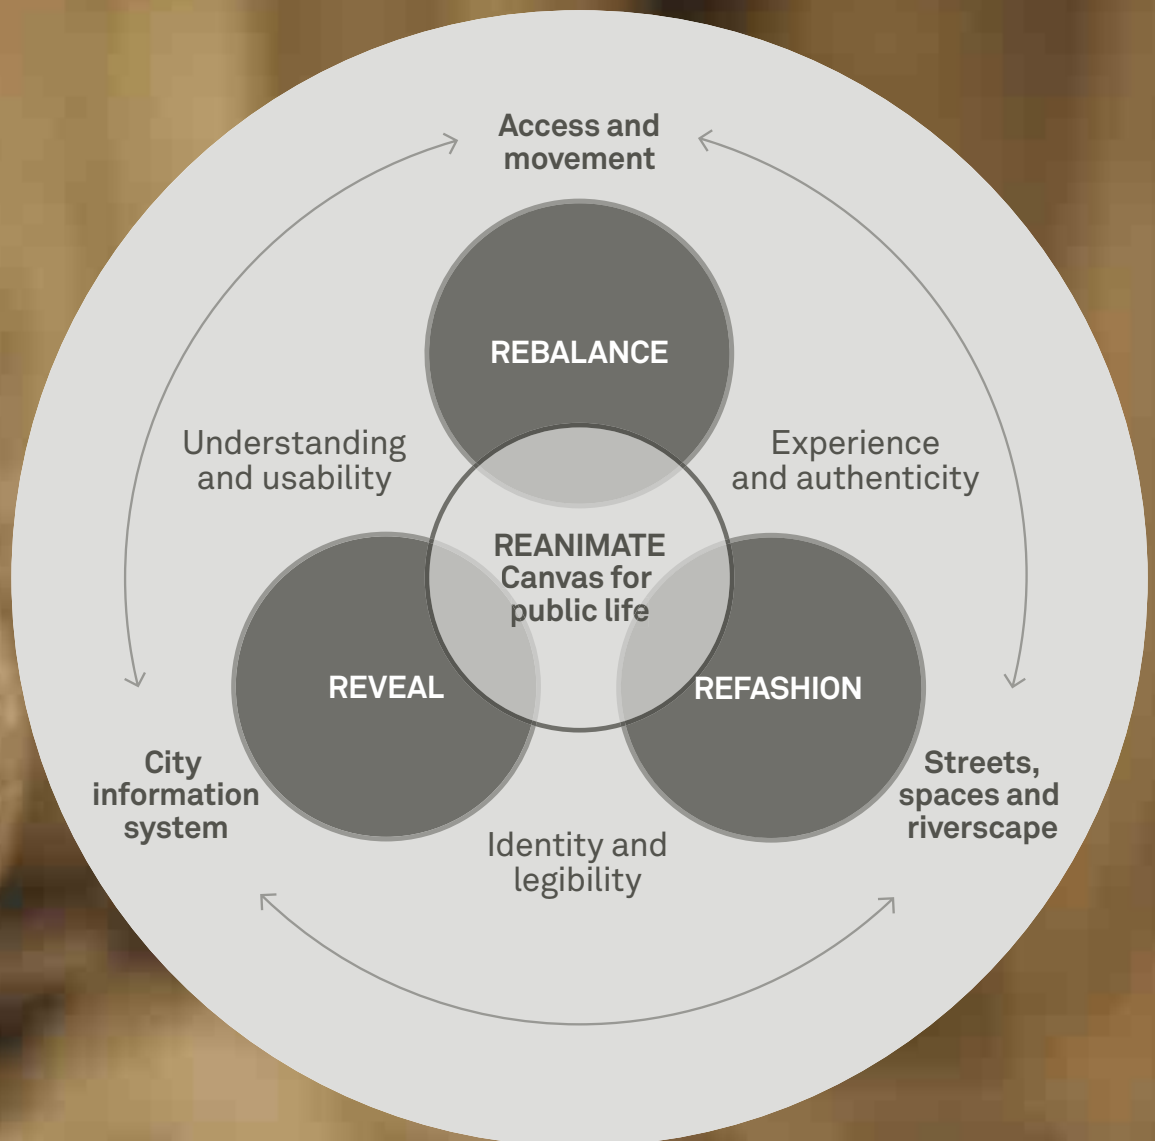 Access and
movement
REBALANCE
Understanding
and usability
Experience
and authenticity
REANIMATE
Canvas for
public life
REVEAL
REFASHION
City
information
system
Streets,
spaces and
riverscape
Identity and
legibility